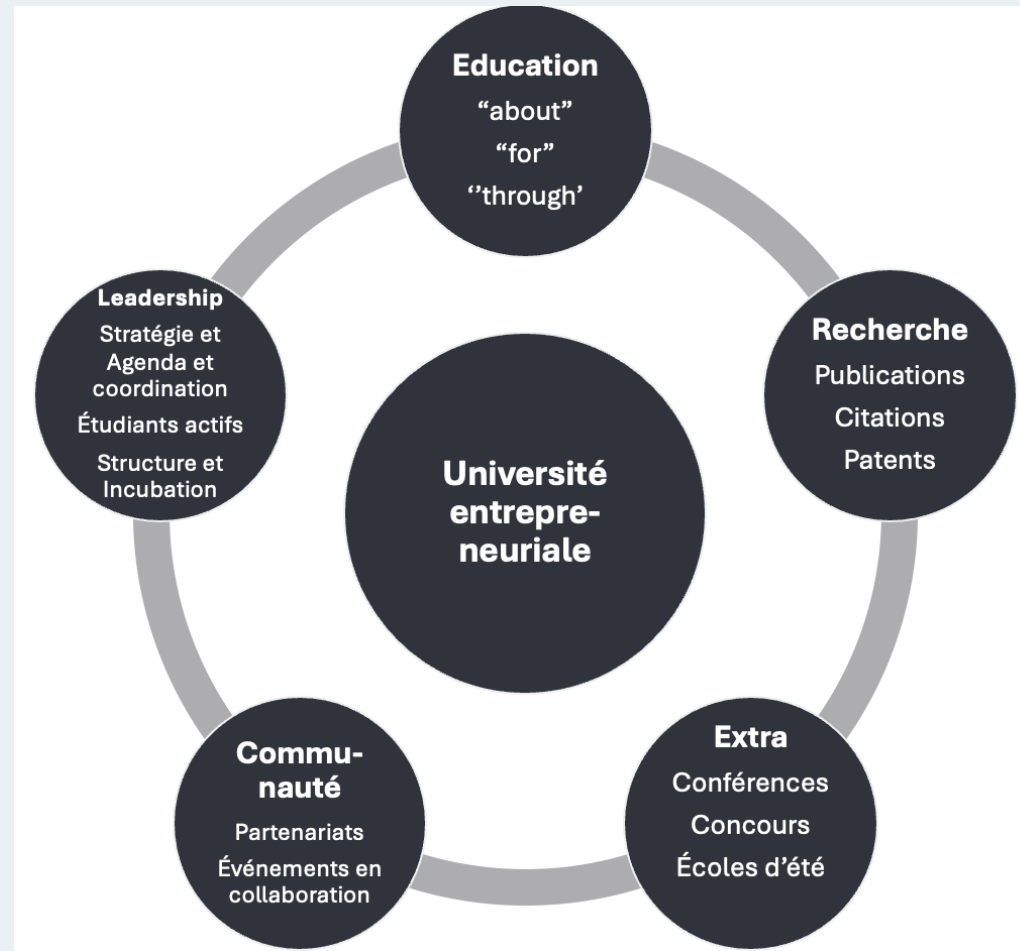 Education
“about”
“for”
‘’through’
Leadership
Stratégie et
Agenda et
coordination
Étudiants actifs
Structure et
Incubation
Recherche
Publications
Citations
Patents
Université
entrepre-
neuriale
Commu-
nauté
Partenariats
Événements en
collaboration
Extra
Conférences
Concours
Écoles d’été